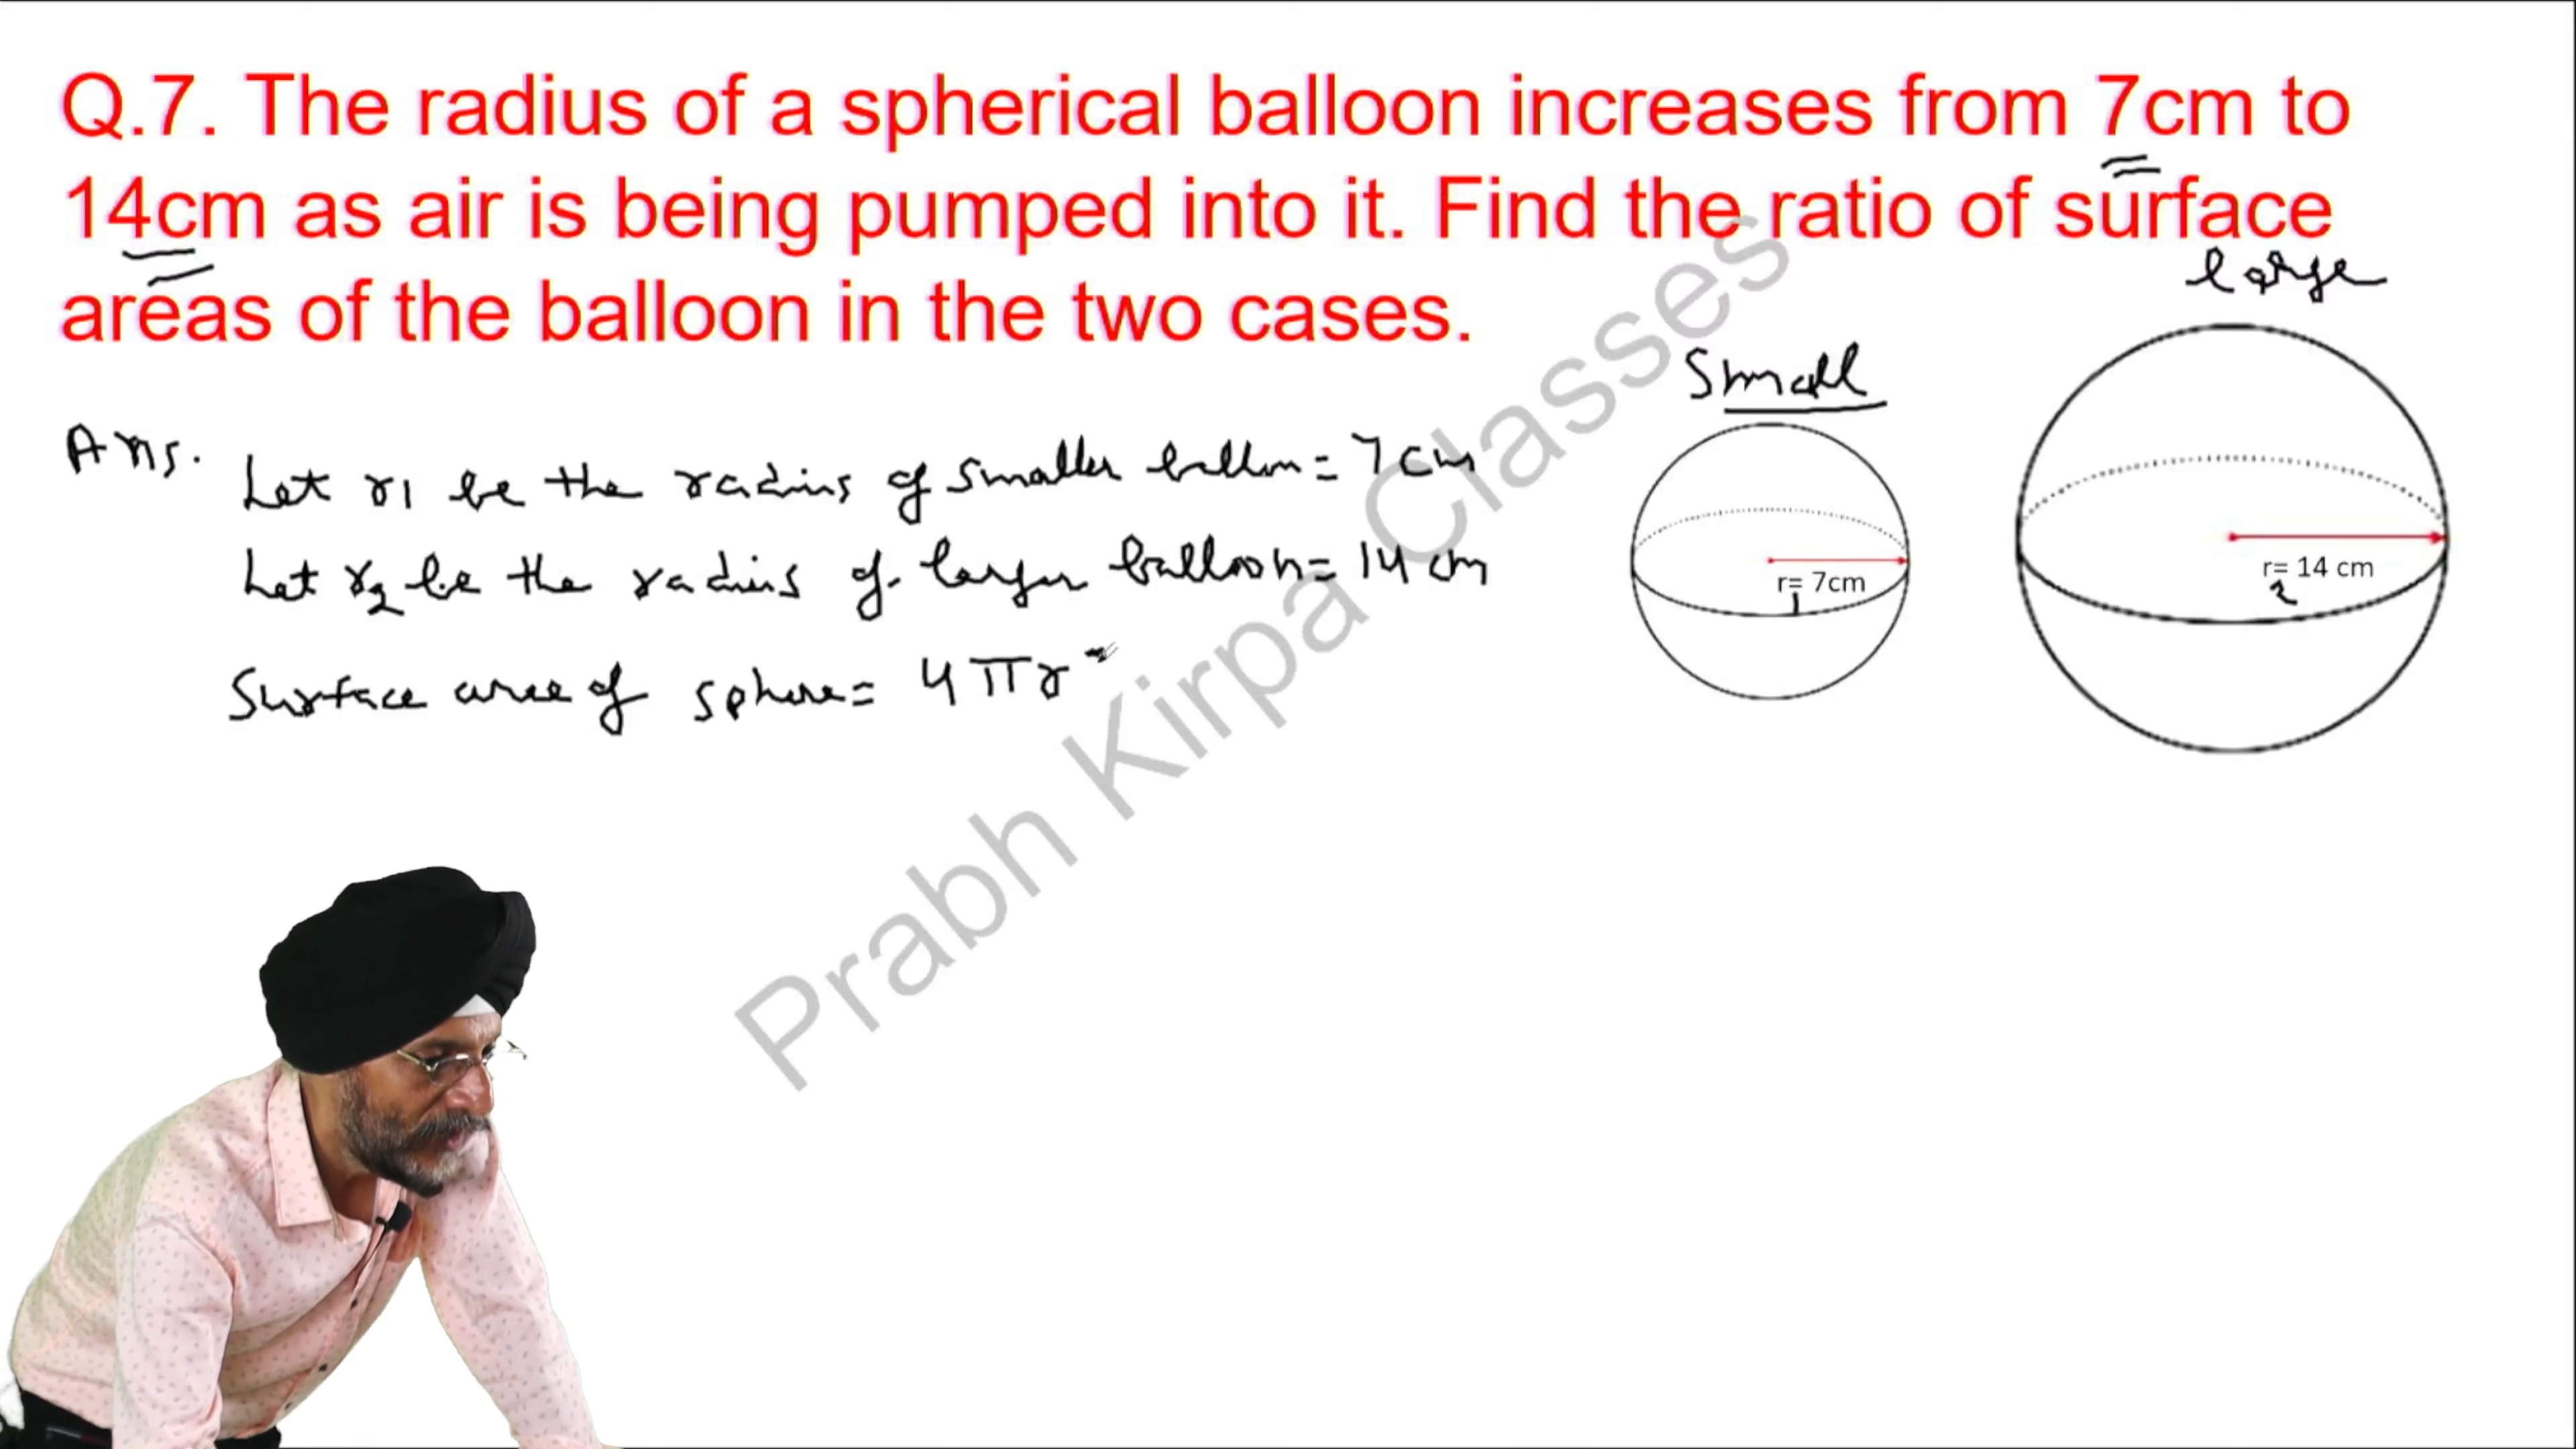 Q.7. The radius of a spherical balloon increases from 7cm to
14cm as air is being pumped into it. Find the ratio of surface
areas of the balloon in the two cases.
large
Small
Ans.
Let r1 be the radius of smaller ballon = 7cm
Let r2 be the radius of larger balloon = 14 cm
Surface area of sphere = 4πr²
r= 7cm
1
r= 14 cm
2
Prabh Kirpa Classes